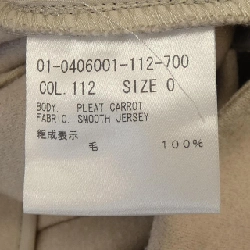 01-0406001-112-700
COL.112 SIZE 0
BODY. PLEAT CARROT
FABRIC. SMOOTH JERSEY
組成表示
毛 100%